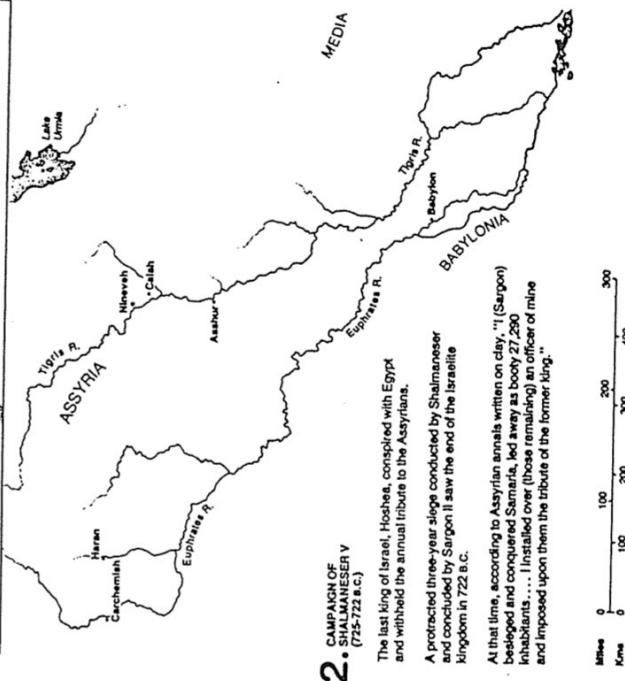 Lake
Urmia
MEDIA
Tigris R.
ASSYRIA
Nineveh
Calah
Asshur
Haran
Carchemish
Euphrates R.
Euphrates R.
Tigris R.
Babylon
BABYLONIA
2. CAMPAIGN OF
SHALMANESER V
(725-722 B.C.)
The last king of Israel, Hoshea, conspired with Egypt
and withheld the annual tribute to the Assyrians.
A protracted three-year siege conducted by Shalmaneser
and concluded by Sargon II saw the end of the Israelite
kingdom in 722 B.C.
At that time, according to Assyrian annals written on clay, "I (Sargon)
besieged and conquered Samaria, led away as booty 27,290
inhabitants.... I installed over (those remaining) an officer of mine
and imposed upon them the tribute of the former king."
Miles 0 100 200 300
Kms 0 100 200 300